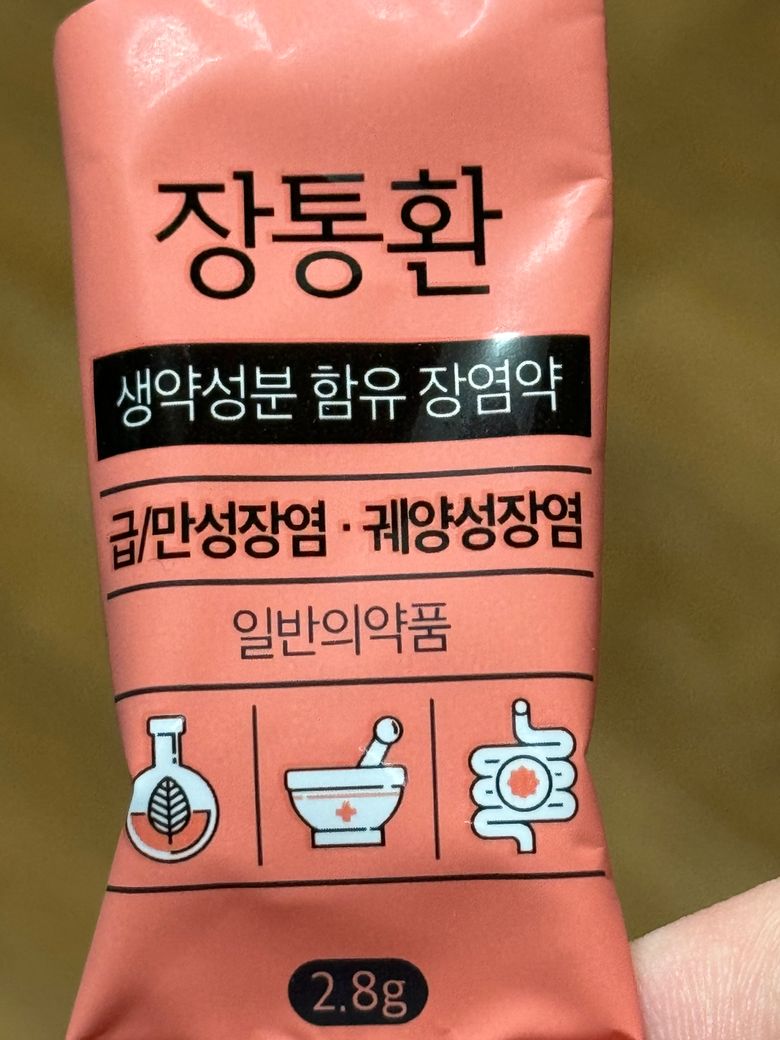 장통환
생약성분 함유 장염약
급/만성장염 · 궤양성장염
일반의약품
2.8g